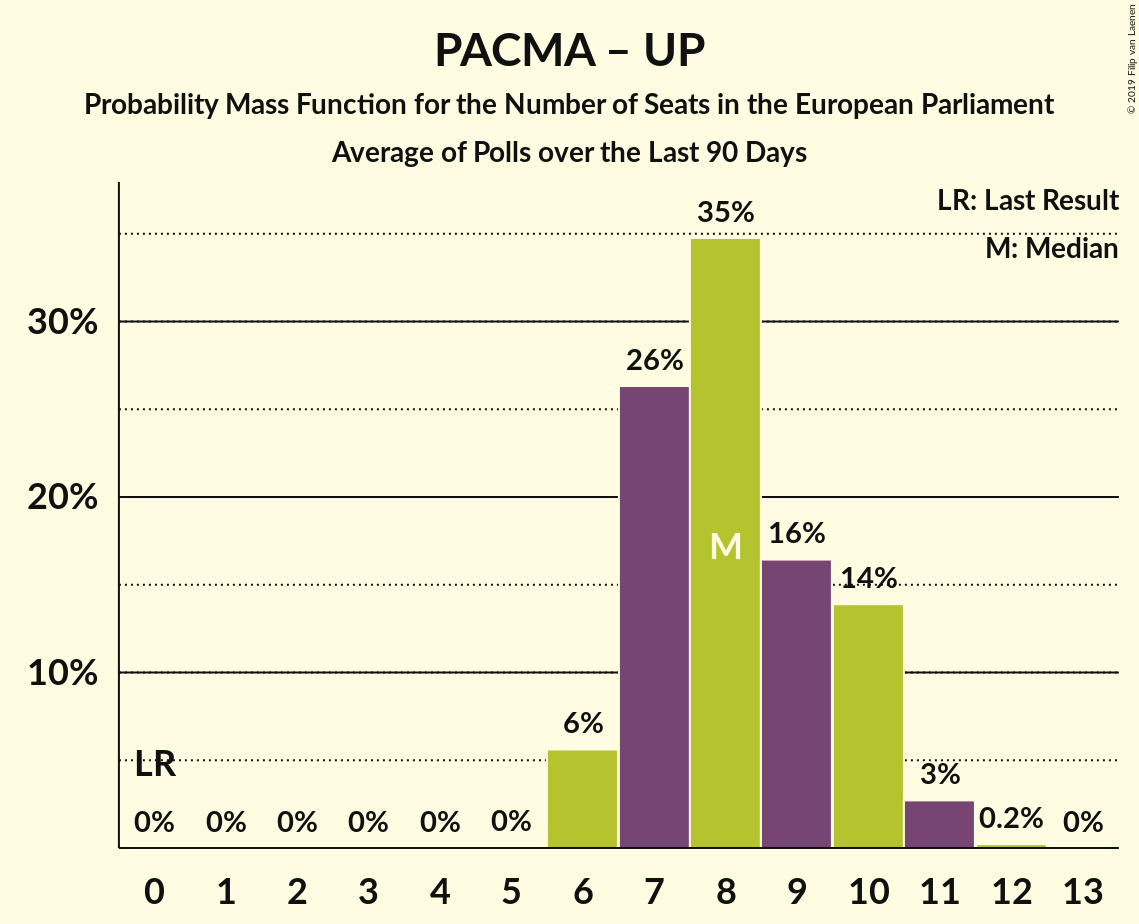 PACMA – UP
Probability Mass Function for the Number of Seats in the European Parliament
Average of Polls over the Last 90 Days
© 2019 Filip van Laenen
LR: Last Result
M: Median
35%
30%
26%
20%
M
16%
14%
10%
6%
LR
3%
0% 0% 0% 0% 0% 0% 0.2% 0%
0 1 2 3 4 5 6 7 8 9 10 11 12 13